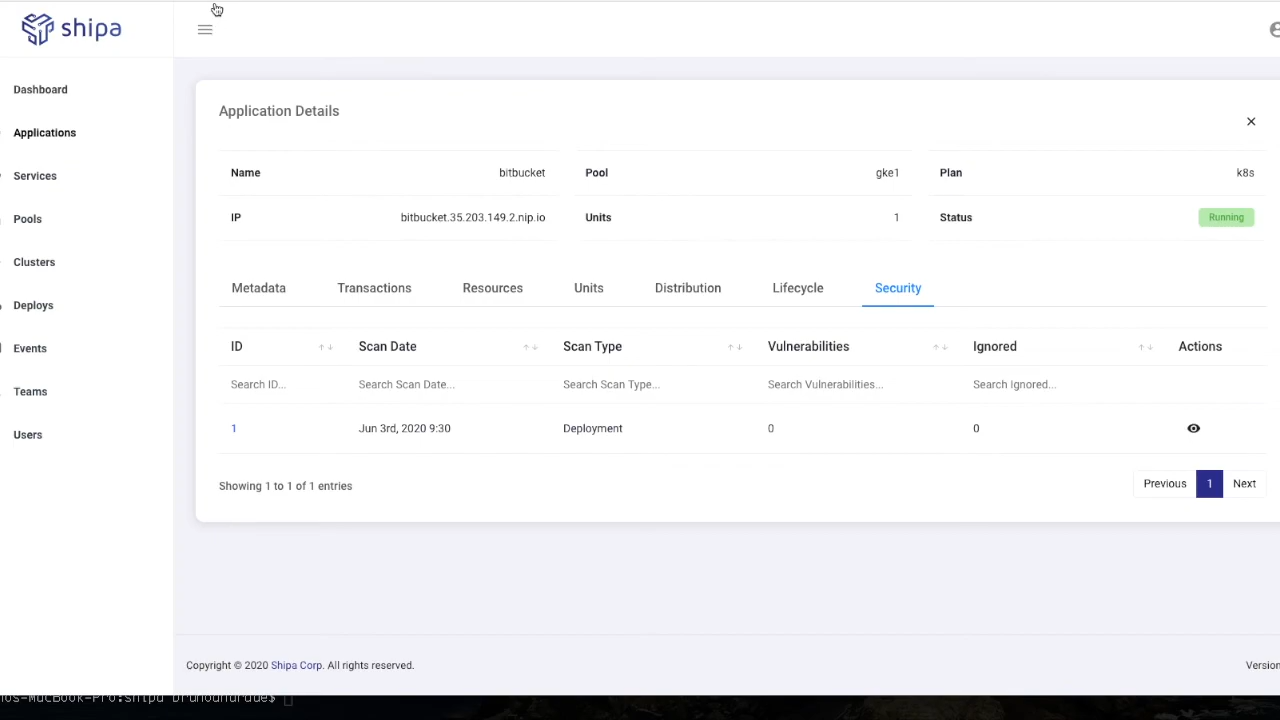 shipa
Dashboard
Applications
Services
Pools
Clusters
Deploys
Events
Teams
Users
Application Details
Name bitbucket Pool gke1 Plan k8s
IP bitbucket.35.203.149.2.nip.io Units 1 Status Running
Metadata Transactions Resources Units Distribution Lifecycle Security
ID Scan Date Scan Type Vulnerabilities Ignored Actions
Search ID... Search Scan Date... Search Scan Type... Search Vulnerabilities... Search Ignored...
1 Jun 3rd, 2020 9:30 Deployment 0 0
Showing 1 to 1 of 1 entries Previous 1 Next
Copyright © 2020 Shipa Corp. All rights reserved. Version